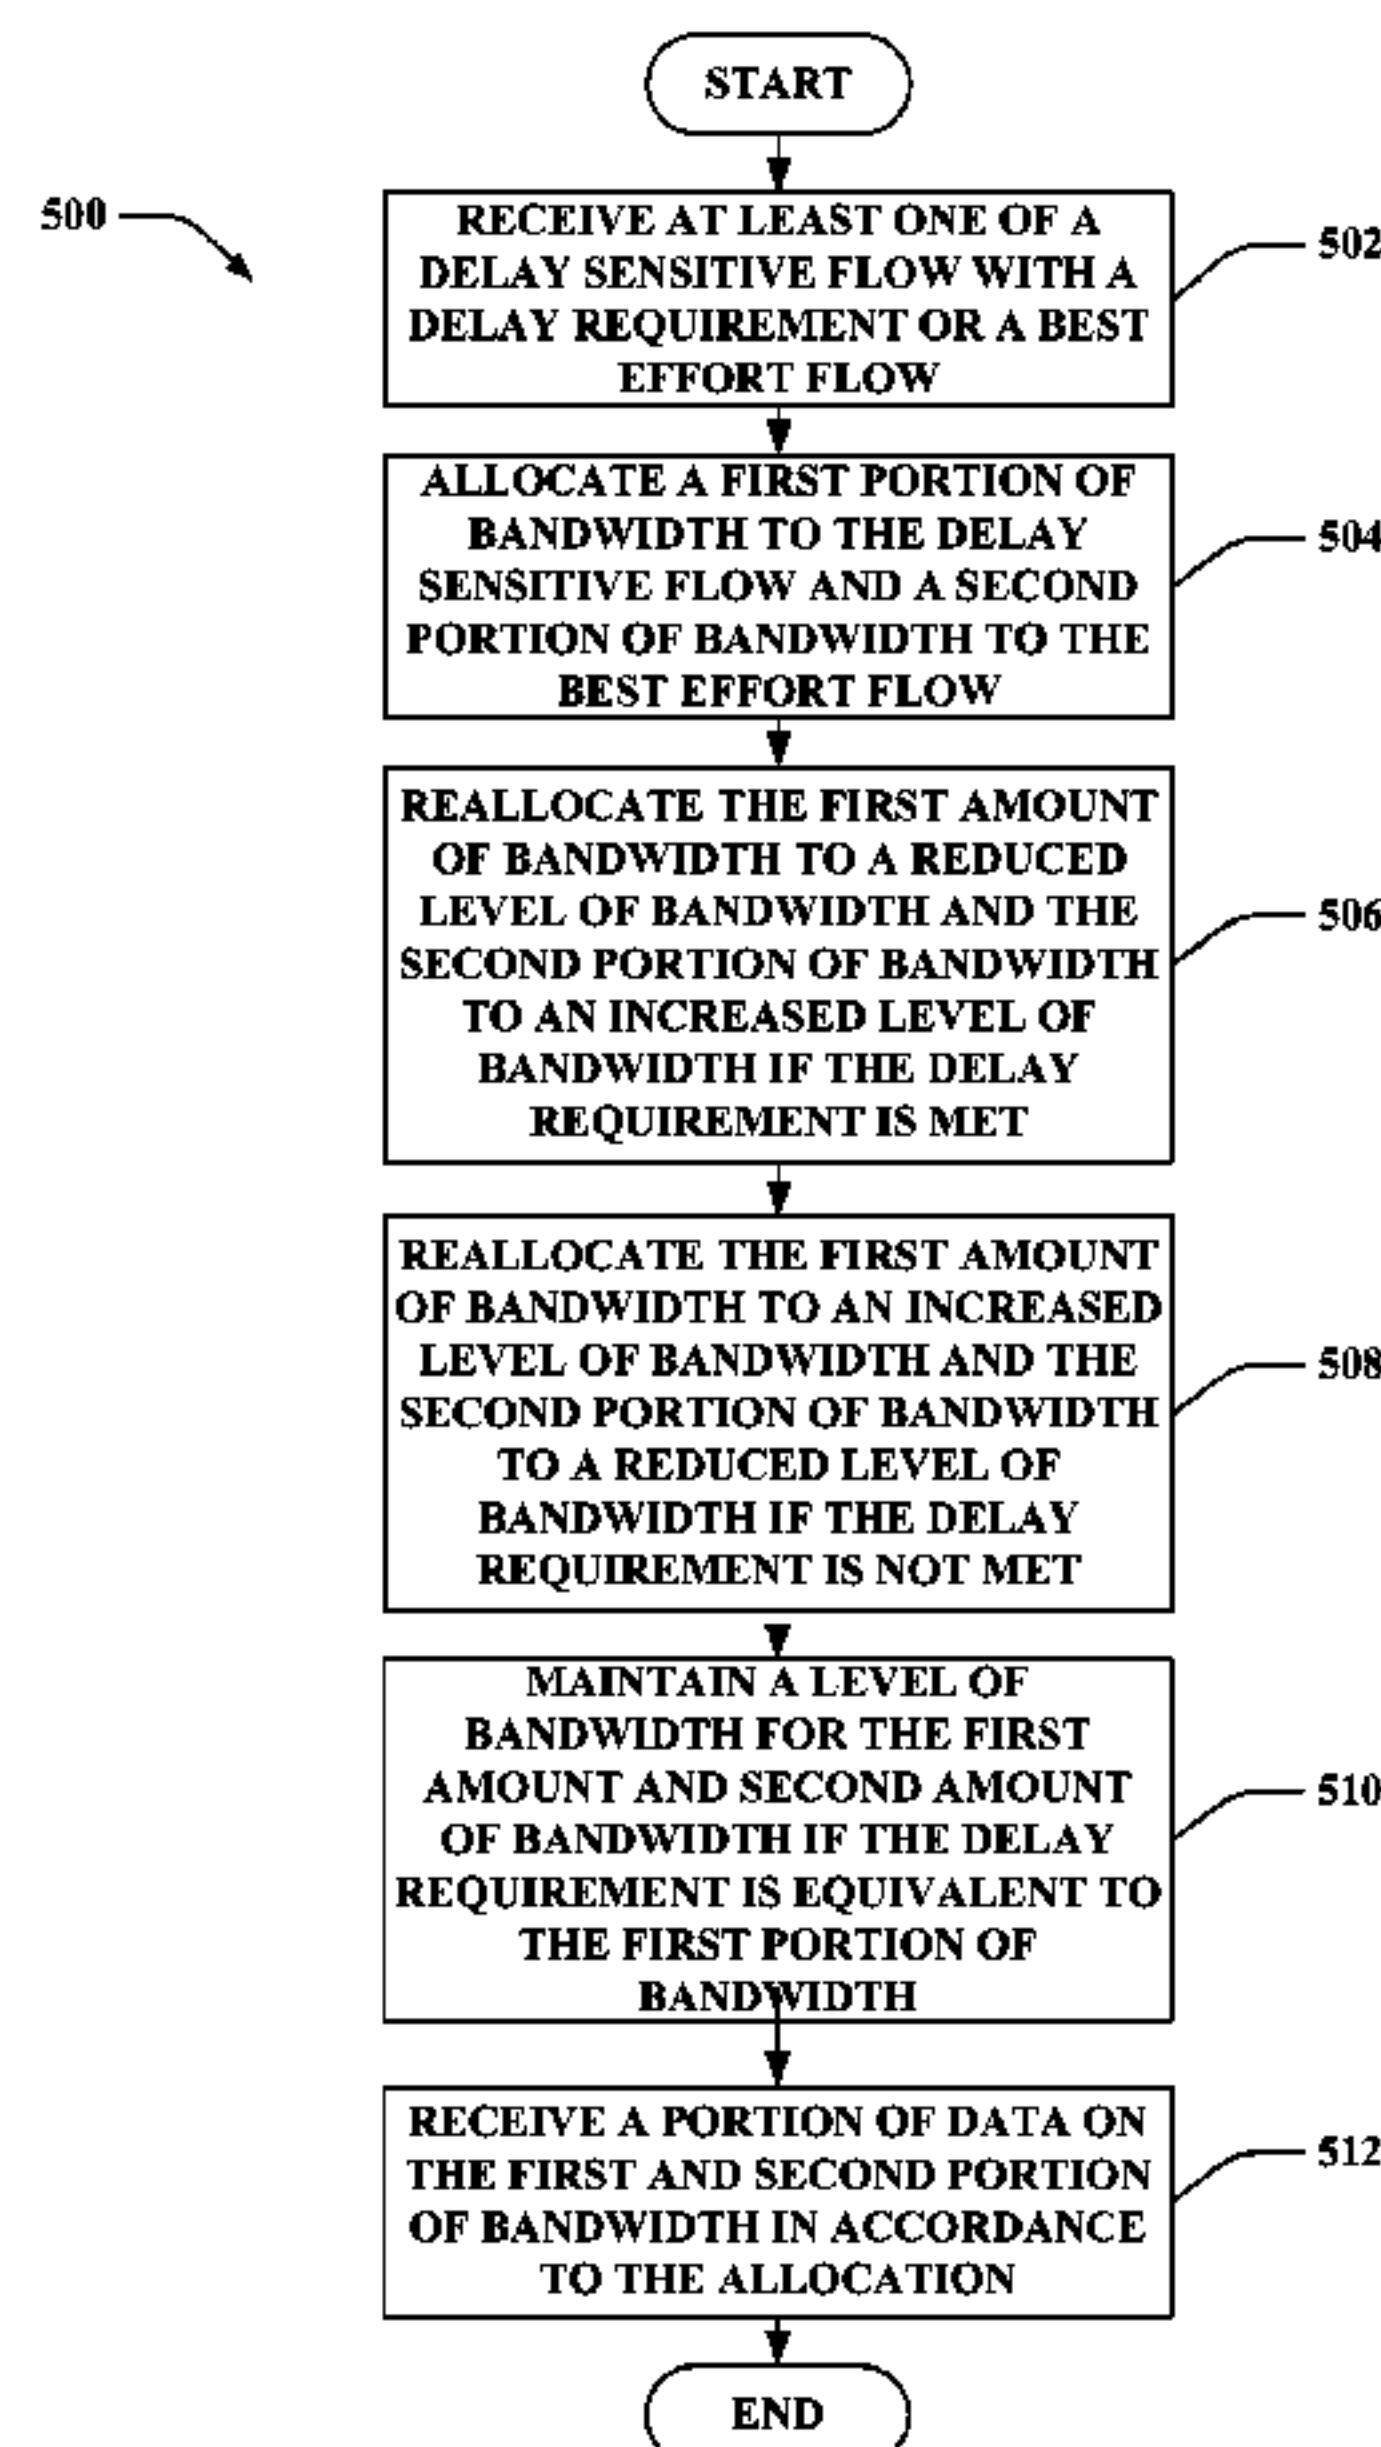 START
500
RECEIVE AT LEAST ONE OF A
DELAY SENSITIVE FLOW WITH A
DELAY REQUIREMENT OR A BEST
EFFORT FLOW
502
ALLOCATE A FIRST PORTION OF
BANDWIDTH TO THE DELAY
SENSITIVE FLOW AND A SECOND
PORTION OF BANDWIDTH TO THE
BEST EFFORT FLOW
504
REALLOCATE THE FIRST AMOUNT
OF BANDWIDTH TO A REDUCED
LEVEL OF BANDWIDTH AND THE
SECOND PORTION OF BANDWIDTH
TO AN INCREASED LEVEL OF
BANDWIDTH IF THE DELAY
REQUIREMENT IS MET
506
REALLOCATE THE FIRST AMOUNT
OF BANDWIDTH TO AN INCREASED
LEVEL OF BANDWIDTH AND THE
SECOND PORTION OF BANDWIDTH
TO A REDUCED LEVEL OF
BANDWIDTH IF THE DELAY
REQUIREMENT IS NOT MET
508
MAINTAIN A LEVEL OF
BANDWIDTH FOR THE FIRST
AMOUNT AND SECOND AMOUNT
OF BANDWIDTH IF THE DELAY
REQUIREMENT IS EQUIVALENT TO
THE FIRST PORTION OF
BANDWIDTH
510
RECEIVE A PORTION OF DATA ON
THE FIRST AND SECOND PORTION
OF BANDWIDTH IN ACCORDANCE
TO THE ALLOCATION
512
END